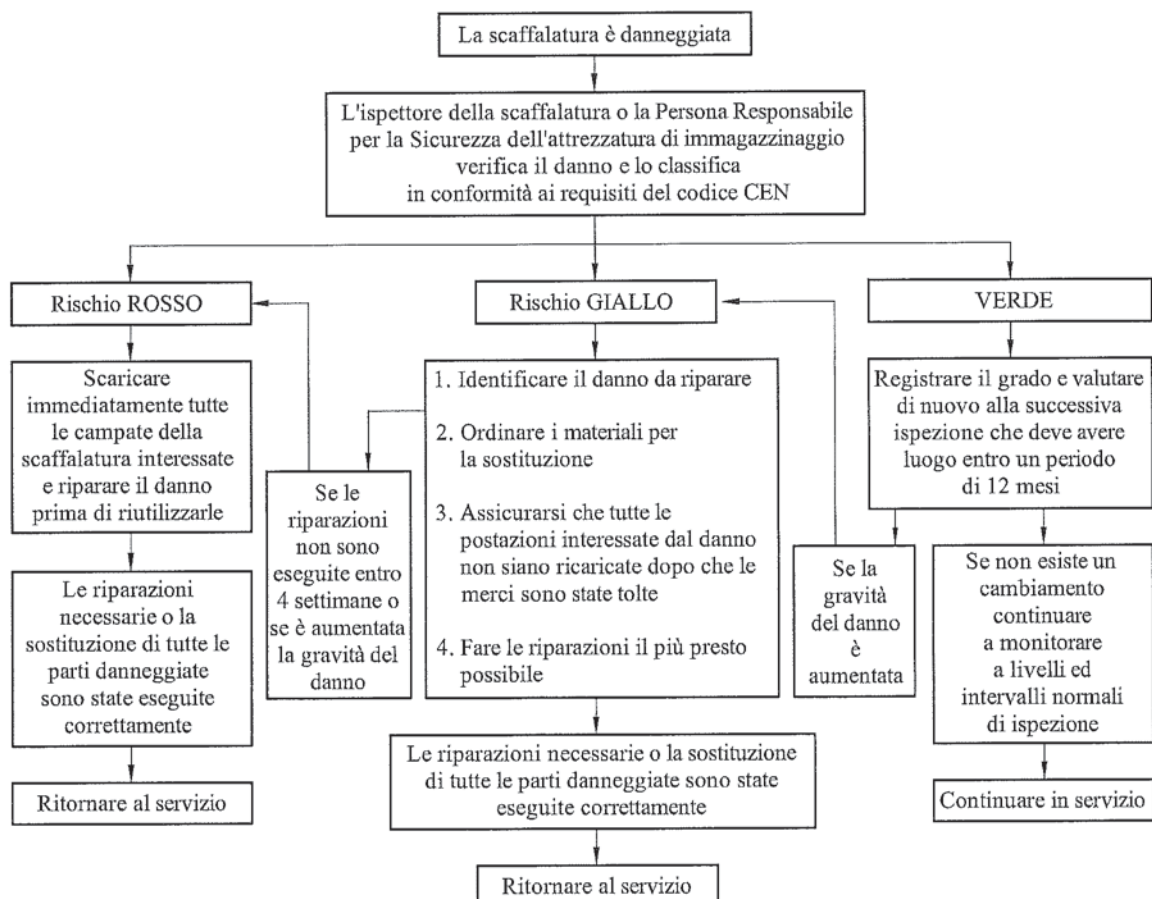 La scaffalatura è danneggiata
L'ispettore della scaffalatura o la Persona Responsabile
per la Sicurezza dell'attrezzatura di immagazzinaggio
verifica il danno e lo classifica
in conformità ai requisiti del codice CEN
Rischio ROSSO
Rischio GIALLO
VERDE
Scaricare
immediatamente tutte
le campate della
scaffalatura interessate
e riparare il danno
prima di riutilizzarle
Le riparazioni
necessarie o la
sostituzione di tutte le
parti danneggiate
sono state eseguite
correttamente
Ritornare al servizio
Se le
riparazioni
non sono
eseguite entro
4 settimane o
se è aumentata
la gravità del
danno
1. Identificare il danno da riparare
2. Ordinare i materiali per
la sostituzione
3. Assicurarsi che tutte le
postazioni interessate dal danno
non siano ricaricate dopo che le
merci sono state tolte
4. Fare le riparazioni il più presto
possibile
Le riparazioni necessarie o la sostituzione
di tutte le parti danneggiate sono state
eseguite correttamente
Ritornare al servizio
Registrare il grado e valutare
di nuovo alla successiva
ispezione che deve avere
luogo entro un periodo
di 12 mesi
Se la
gravità
del danno
è
aumentata
Se non esiste un
cambiamento
continuare
a monitorare
a livelli ed
intervalli normali
di ispezione
Continuare in servizio